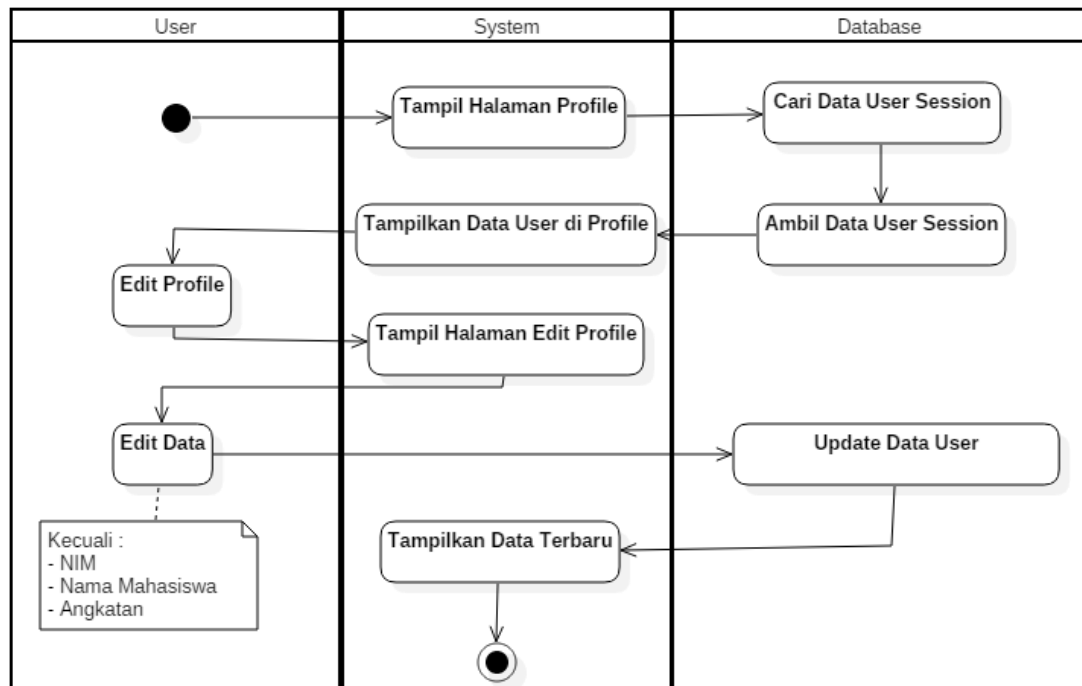 User
System
Database
Tampil Halaman Profile
Cari Data User Session
Tampilkan Data User di Profile
Ambil Data User Session
Edit Profile
Tampil Halaman Edit Profile
Edit Data
Update Data User
Kecuali :
- NIM
- Nama Mahasiswa
- Angkatan
Tampilkan Data Terbaru